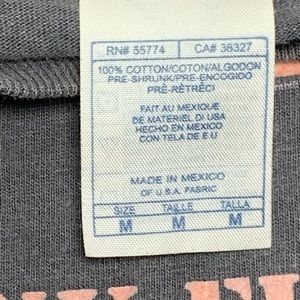 RN# 55774 CA# 38327
100% COTTON/COTON/ALGODON
PRE-SHRUNK/PRE-ENCOGIDO
PRÉ-RÉTRÉCI
FAIT AU MEXIQUE
DE MATERIEL DI USA
HECHO EN MEXICO
CON TELA DE E U
MADE IN MEXICO
OF U.S.A. FABRIC
SIZE TAILLE TALLA
M M M